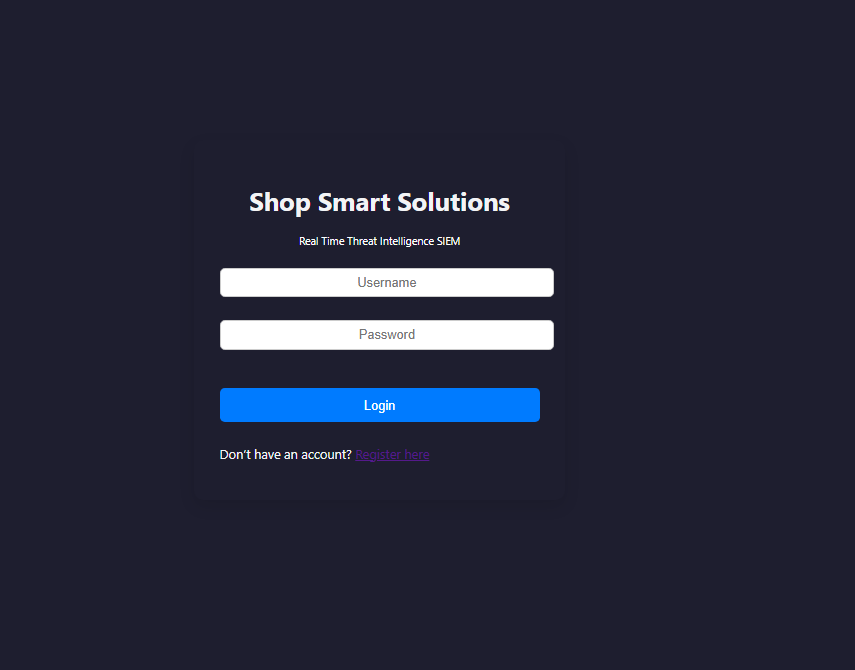 Shop Smart Solutions
Real Time Threat Intelligence SIEM
Username
Password
Login
Don't have an account? Register here